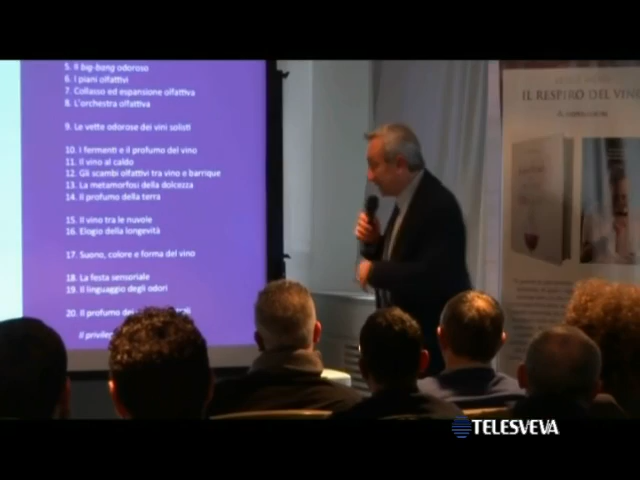 5. Il big-bang odoroso
6. I piani olfattivi
7. Collasso ed espansione olfattiva
8. L'orchestra olfattiva
9. Le vette odorose dei vini solisti
10. I fermenti e il profumo del vino
11. Il vino al caldo
12. Gli scambi olfattivi tra vino e barrique
13. La metamorfosi della dolcezza
14. Il profumo della terra
15. Il vino tra le nuvole
16. Elogio della longevità
17. Suono, colore e forma del vino
18. La festa sensoriale
19. Il linguaggio degli odori
20. Il profumo dei
Il
IL RESPIRO DEL VINO
TELESVEVA